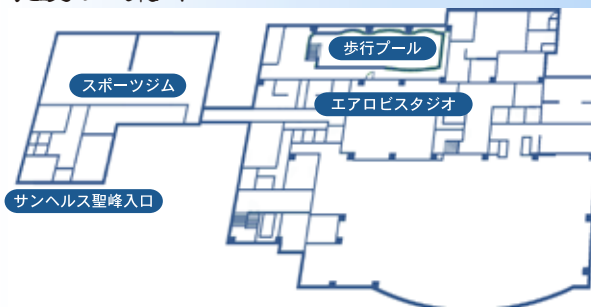 歩行プール
スポーツジム
エアロビスタジオ
サンヘルス聖峰入口